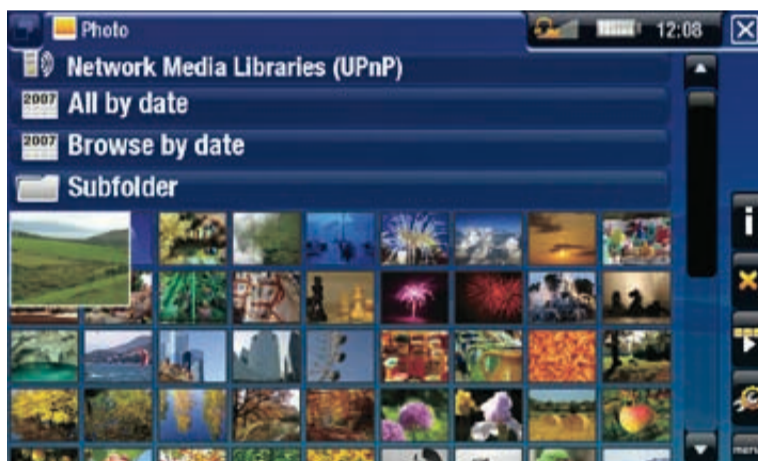 Photo 12:08
Network Media Libraries (UPnP)
2007 All by date
2007 Browse by date
Subfolder
i
menu